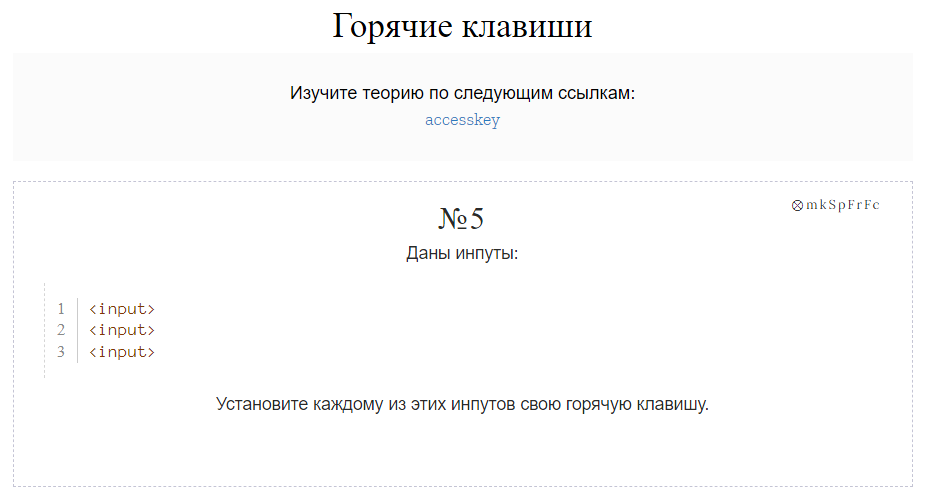 Горячие клавиши
Изучите теорию по следующим ссылкам:
accesskey
⊗mkSpFrFc
№5
Даны инпуты:
1 <input>
2 <input>
3 <input>
Установите каждому из этих инпутов свою горячую клавишу.